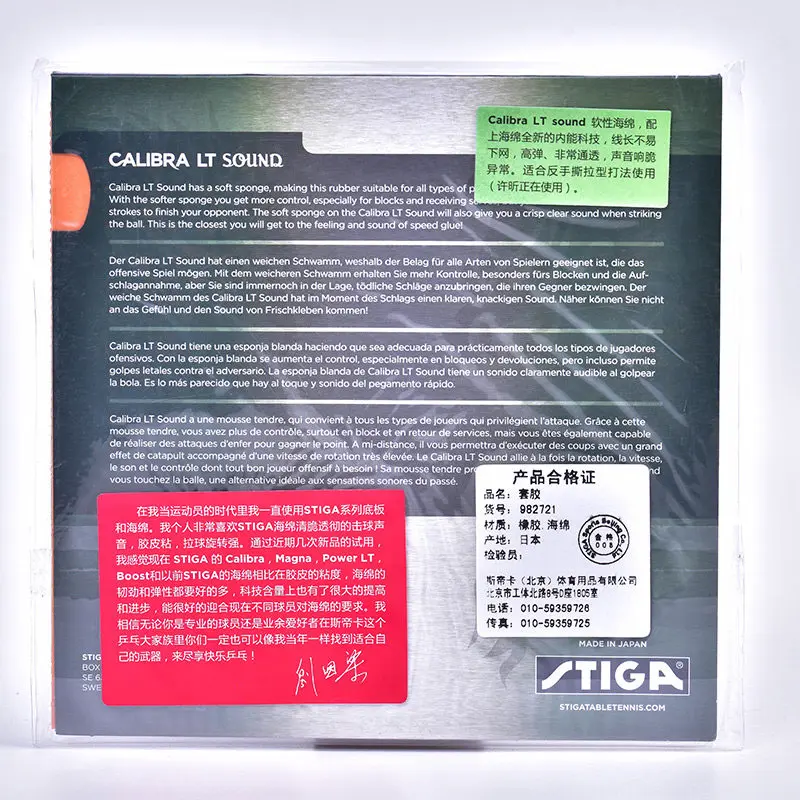 CALIBRA LT SOUND
Calibra LT Sound has a soft sponge, making this rubber suitable for all types of p
With the softer sponge you get more control, especially for blocks and receiving
strokes to finish your opponent. The soft sponge on the Calibra LT Sound will also give you a crisp clear sound when striking
the ball. This is the closest you will get to the feeling and sound of speed glue!
Calibra LT sound 软性海绵，配
上海绵全新的内能科技，线长不易
下网，高弹、非常通透，声音响脆
异常。适合反手撕拉型打法使用
（许昕正在使用）。
Der Calibra LT Sound hat einen weichen Schwamm, weshalb der Belag für alle Arten von Spielern geeignet ist, die das
offensive Spiel mögen. Mit dem weicheren Schwamm erhalten Sie mehr Kontrolle, besonders fürs Blocken und die Auf-
schlagannahme, aber Sie sind immernoch in der Lage, tödliche Schläge anzubringen, die ihren Gegner bezwingen. Der
weiche Schwamm des Calibra LT Sound hat im Moment des Schlags einen klaren, knackigen Sound. Näher können Sie nicht
an das Gefühl und den Sound von Frischkleben kommen!
Calibra LT Sound tiene una esponja blanda haciendo que sea adecuada para prácticamente todos los tipos de jugadores
ofensivos. Con la esponja blanda se aumenta el control, especialmente en bloqueos y devoluciones, pero incluso permite
golpes letales contra el adversario. La esponja blanda de Calibra LT Sound tiene un sonido claramente audible al golpear
la bola. Es lo más parecido que hay al toque y sonido del pegamento rápido.
Calibra LT Sound a une mousse tendre, qui convient à tous les types de joueurs qui privilégient l'attaque. Grâce à cette
mousse tendre, vous avez plus de contrôle, surtout en block et en retour de services, mais vous êtes également capable
de réaliser des attaques d'enfer pour gagner le point. A mi-distance, il vous permettra d'exécuter des coups avec un grand
effet de catapult accompagné d'une vitesse de rotation très élevée. Le Calibra LT Sound allie à la fois la rotation, la vitesse,
le son et le contrôle dont tout bon joueur offensif à besoin ! Sa mousse tendre pro
vous touchez la balle, une alternative idéale aux sensations sonores du passé.
在我当运动员的时代里我一直使用STIGA系列底板
和海绵。我个人非常喜欢STIGA海绵清脆透彻的击球声
音，胶皮粘，拉球旋转强。通过近期几次新品的试用，
我感觉现在 STIGA 的 Calibra，Magna，Power LT，
Boost和以前STIGA的海绵相比在胶皮的粘度，海绵的
韧劲和弹性都要好的多，科技含量上也有了很大的提高
和进步，能很好的迎合现在不同球员对海绵的要求。我
相信无论你是专业的球员还是业余爱好者在斯帝卡这个
乒乓大家族里你们一定也可以像我当年一样找到适合自
己的武器，来尽享快乐乒乓！
产品合格证
品名：套胶
货号：982721
材质：橡胶.海绵
产地：日本
检验员：
STIGA Sports Beijing Co., Ltd
合格
008
斯帝卡（北京）体育用品有限公司
北京市工体北路8号D座1805室
电话：010-59359726
传真：010-59359725
STIG
BOX
SE 6
SWE
MADE IN JAPAN
STIGA®
STIGATABLETENNIS.COM